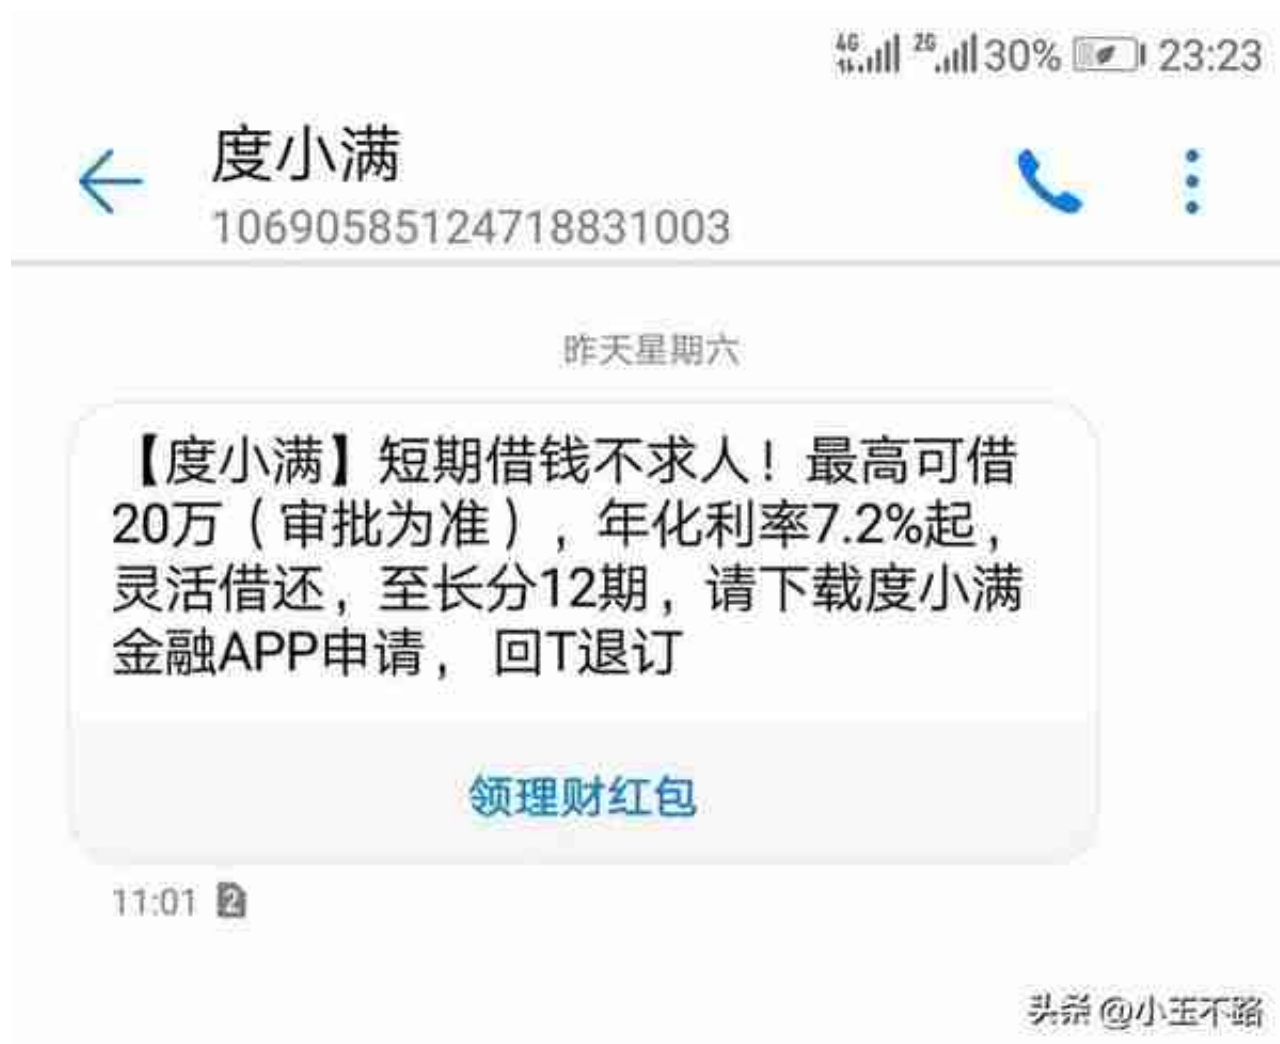 4G 2G 30% 23:23
度小满
1069058512471883​1003
昨天星期六
【度小满】短期借钱不求人！最高可借
20万（审批为准），年化利率7.2%起，
灵活借还，至长分12期，请下载度小满
金融APP申请， 回T退订
领理财红包
11:01 2
头条 @小玉不路